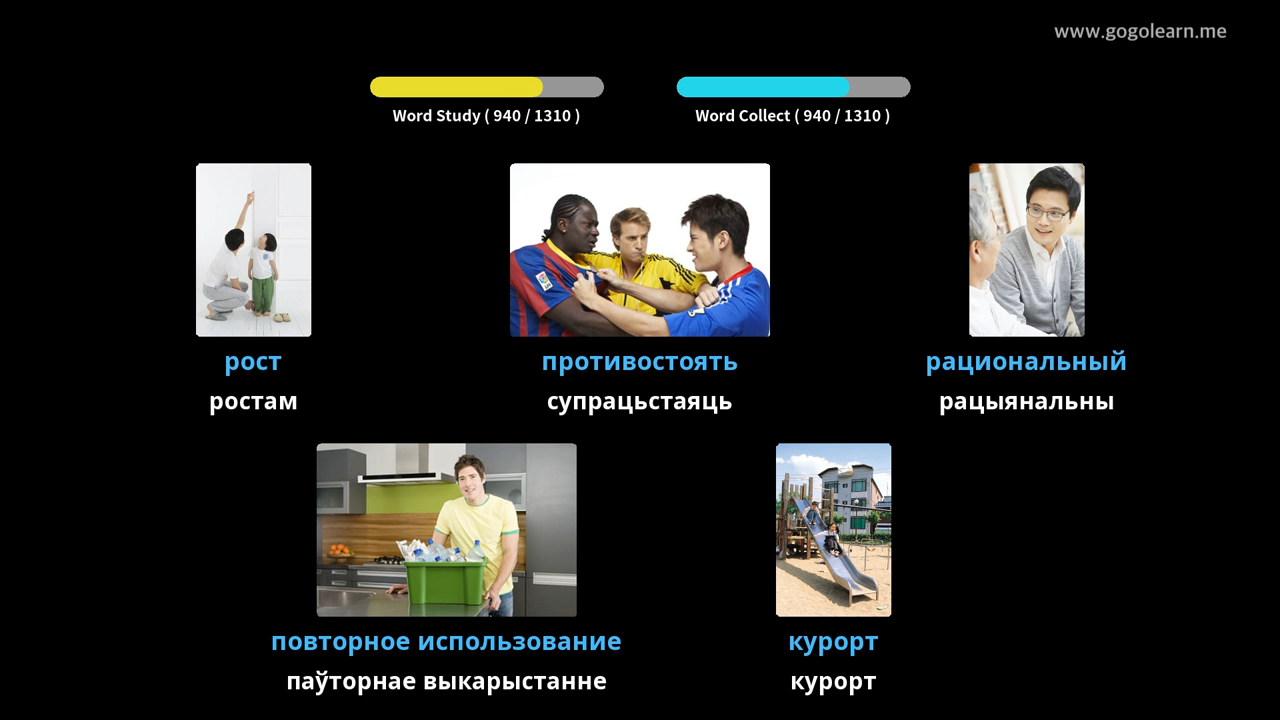 www.gogolearn.me
Word Study ( 940 / 1310 )
Word Collect ( 940 / 1310 )
рост
ростам
противостоять
супрацьстаяць
рациональный
рацыянальны
повторное использование
паўторнае выкарыстанне
курорт
курорт